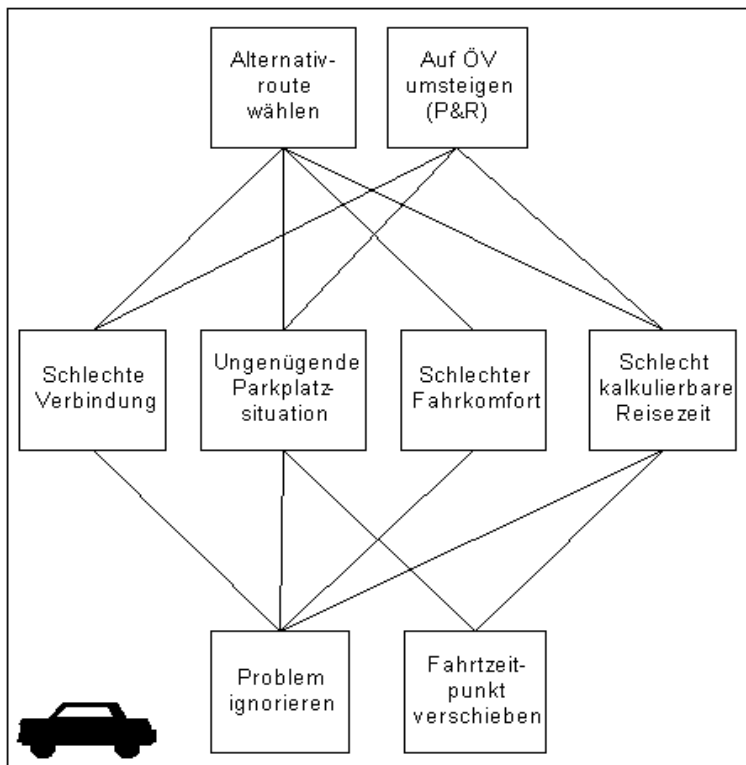 Alternativ-
route
wählen
Auf ÖV
umsteigen
(P&R)
Schlechte
Verbindung
Ungenügende
Parkplatz-
situation
Schlechter
Fahrkomfort
Schlecht
kalkulierbare
Reisezeit
Problem
ignorieren
Fahrtzeit-
punkt
verschieben